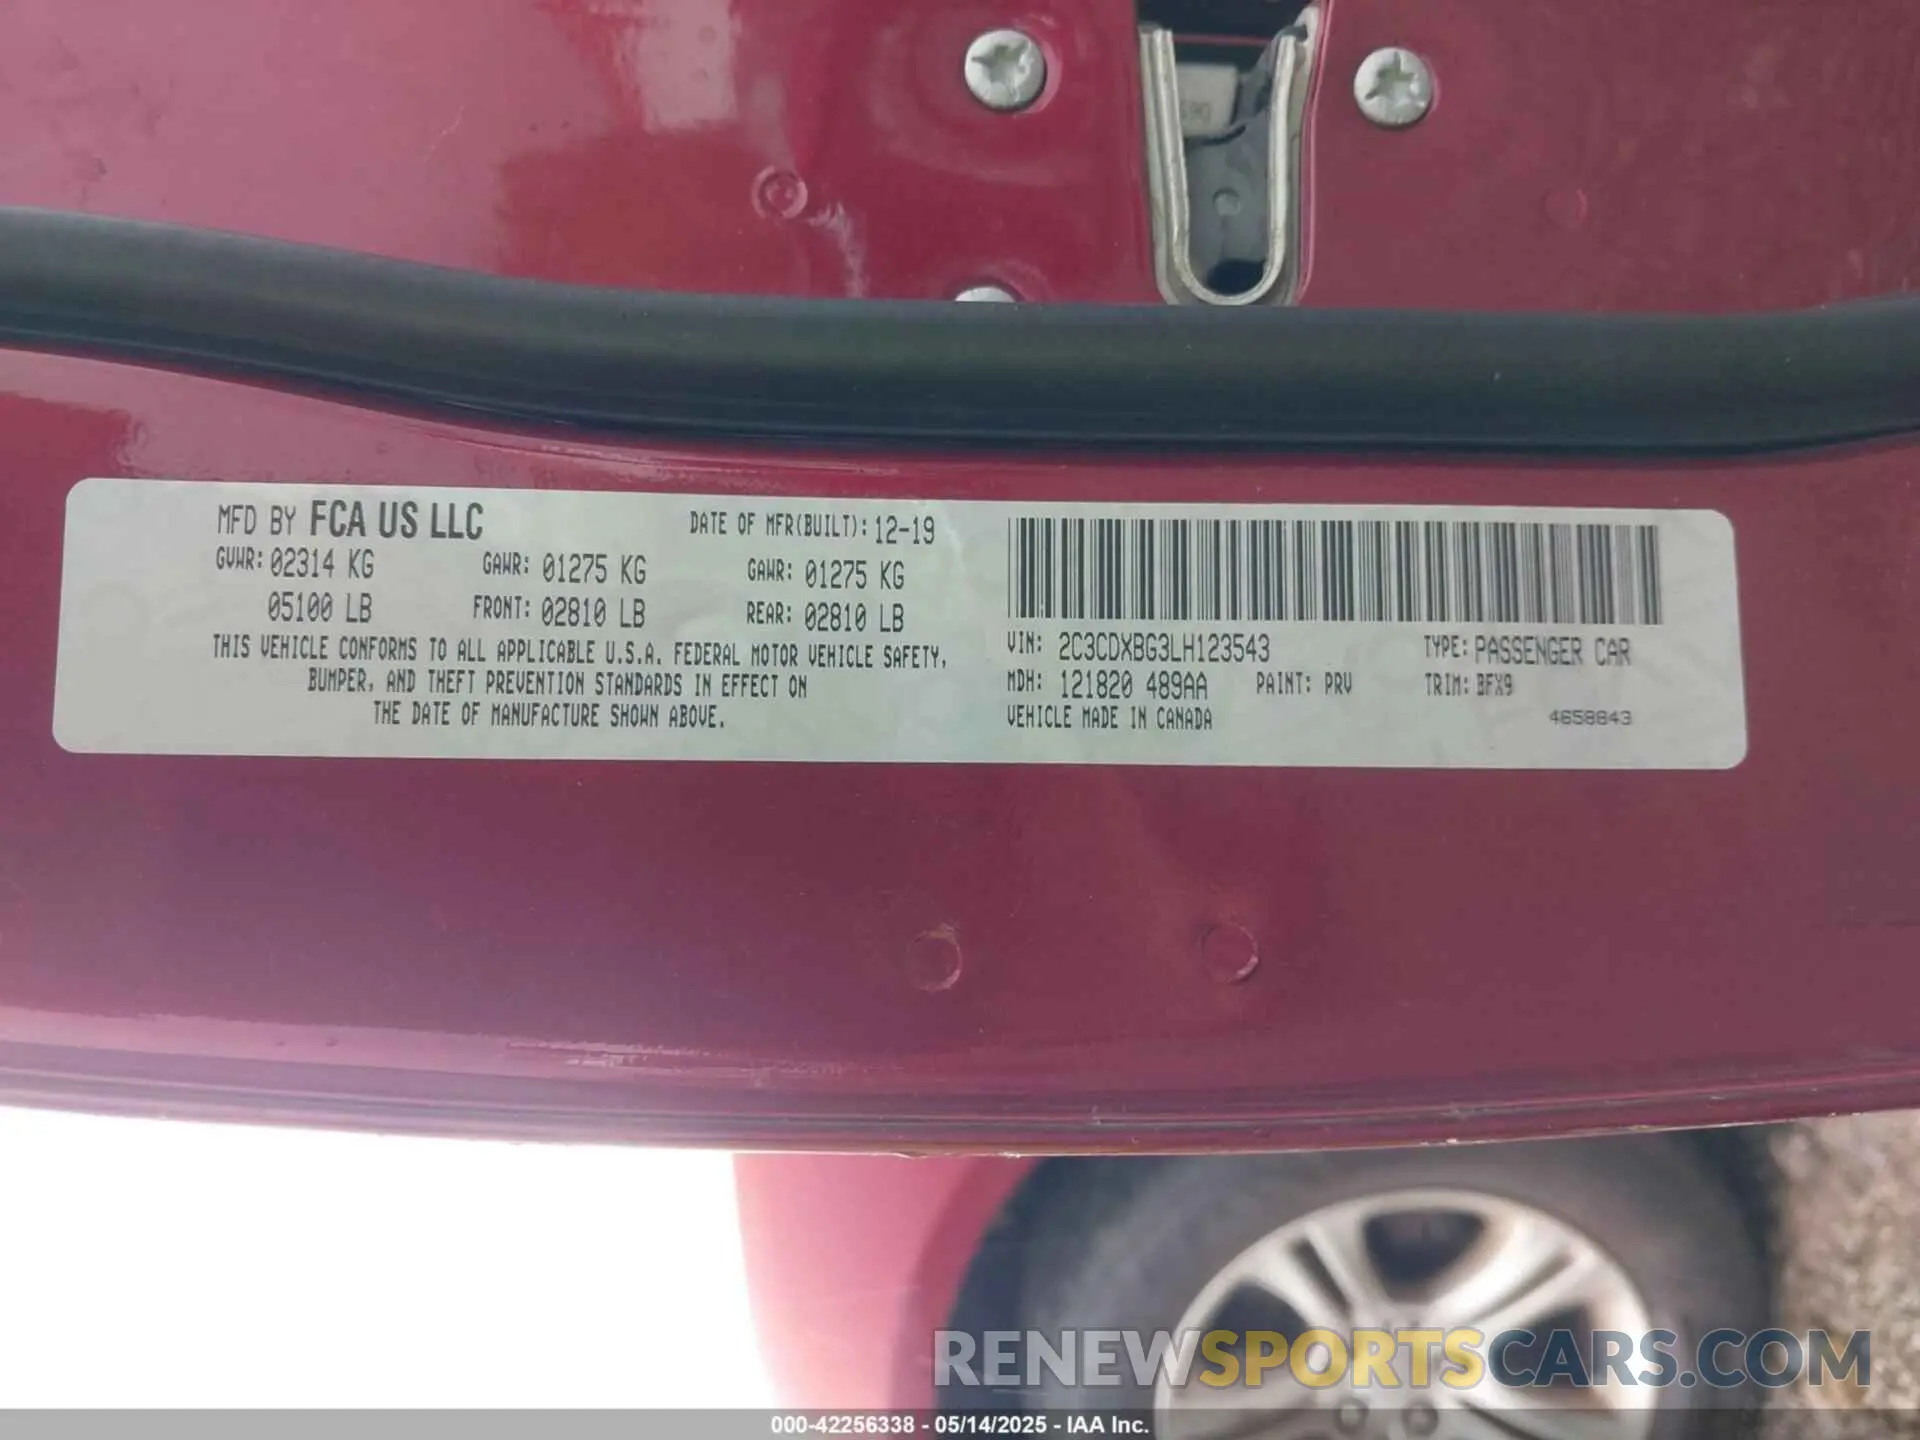 MFD BY FCA US LLC DATE OF MFR(BUILT): 12-19
GVWR: 02314 KG GAWR: 01275 KG GAWR: 01275 KG
05100 LB FRONT: 02810 LB REAR: 02810 LB
THIS VEHICLE CONFORMS TO ALL APPLICABLE U.S.A. FEDERAL MOTOR VEHICLE SAFETY,
BUMPER, AND THEFT PREVENTION STANDARDS IN EFFECT ON
THE DATE OF MANUFACTURE SHOWN ABOVE.
VIN: 2C3CDXBG3LH123543 TYPE: PASSENGER CAR
MDH: 121820 489AA PAINT: PRV TRIM: BFX9
VEHICLE MADE IN CANADA 4658843
RENEWSPORTSCARS.COM
000-42256338 - 05/14/2025 - IAA Inc.